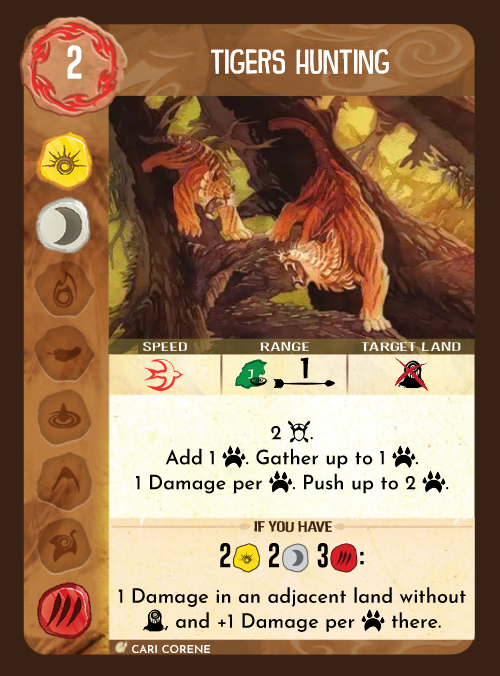 2
TIGERS HUNTING
SPEED RANGE TARGET LAND
1 1
2 .
Add 1 . Gather up to 1 .
1 Damage per . Push up to 2 .
IF YOU HAVE
2 2 3 :
1 Damage in an adjacent land without
, and +1 Damage per there.
CARI CORENE